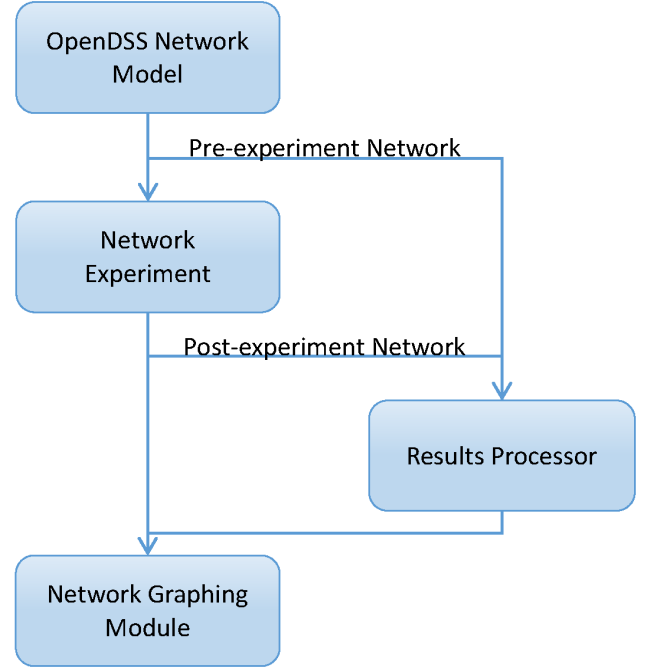 OpenDSS Network
Model
Pre-experiment Network
Network
Experiment
Post-experiment Network
Results Processor
Network Graphing
Module